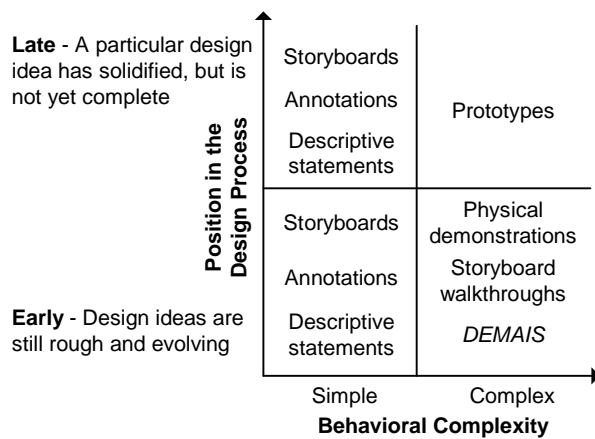 Late - A particular design
idea has solidified, but is
not yet complete
Early - Design ideas are
still rough and evolving
Position in the
Design Process
Storyboards
Annotations
Descriptive
statements
Prototypes
Storyboards
Annotations
Descriptive
statements
Physical
demonstrations
Storyboard
walkthroughs
DEMAIS
Simple
Complex
Behavioral Complexity